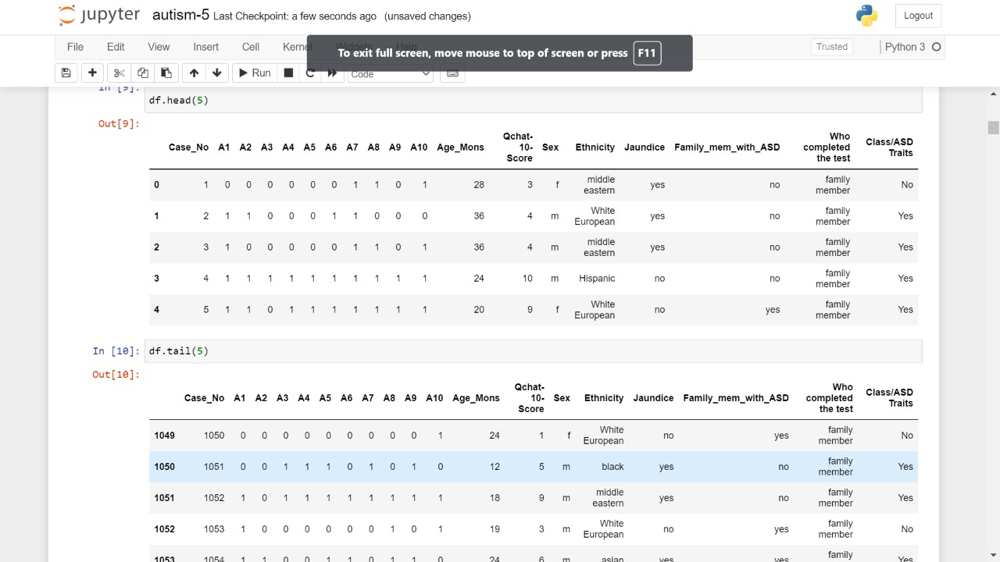 jupyter autism-5 Last Checkpoint: a few seconds ago (unsaved changes) Logout
File Edit View Insert Cell Kernel Widgets Help Trusted Python 3
To exit full screen, move mouse to top of screen or press F11
Run Code
In [9]:
df.head(5)
Out[9]:
Case_No A1 A2 A3 A4 A5 A6 A7 A8 A9 A10 Age_Mons Qchat-10-Score Sex Ethnicity Jaundice Family_mem_with_ASD Who completed the test Class/ASD Traits
0 1 0 0 0 0 0 0 1 1 0 1 28 3 f middle eastern yes no family member No
1 2 1 1 0 0 0 1 1 0 0 0 36 4 m White European yes no family member Yes
2 3 1 0 0 0 0 0 1 1 0 1 36 4 m middle eastern yes no family member Yes
3 4 1 1 1 1 1 1 1 1 1 1 24 10 m Hispanic no no family member Yes
4 5 1 1 0 1 1 1 1 1 1 1 20 9 f White European no yes family member Yes
In [10]: df.tail(5)
Out[10]:
Case_No A1 A2 A3 A4 A5 A6 A7 A8 A9 A10 Age_Mons Qchat-10-Score Sex Ethnicity Jaundice Family_mem_with_ASD Who completed the test Class/ASD Traits
1049 1050 0 0 0 0 0 0 0 0 0 1 24 1 f White European no yes family member No
1050 1051 0 0 1 1 1 0 1 0 1 0 12 5 m black yes no family member Yes
1051 1052 1 0 1 1 1 1 1 1 1 1 18 9 m middle eastern yes no family member Yes
1052 1053 1 0 0 0 0 0 0 1 0 1 19 3 m White European no yes family member No
1053 1054 1 1 0 0 1 1 0 1 1 0 24 6 m asian yes yes family Yes